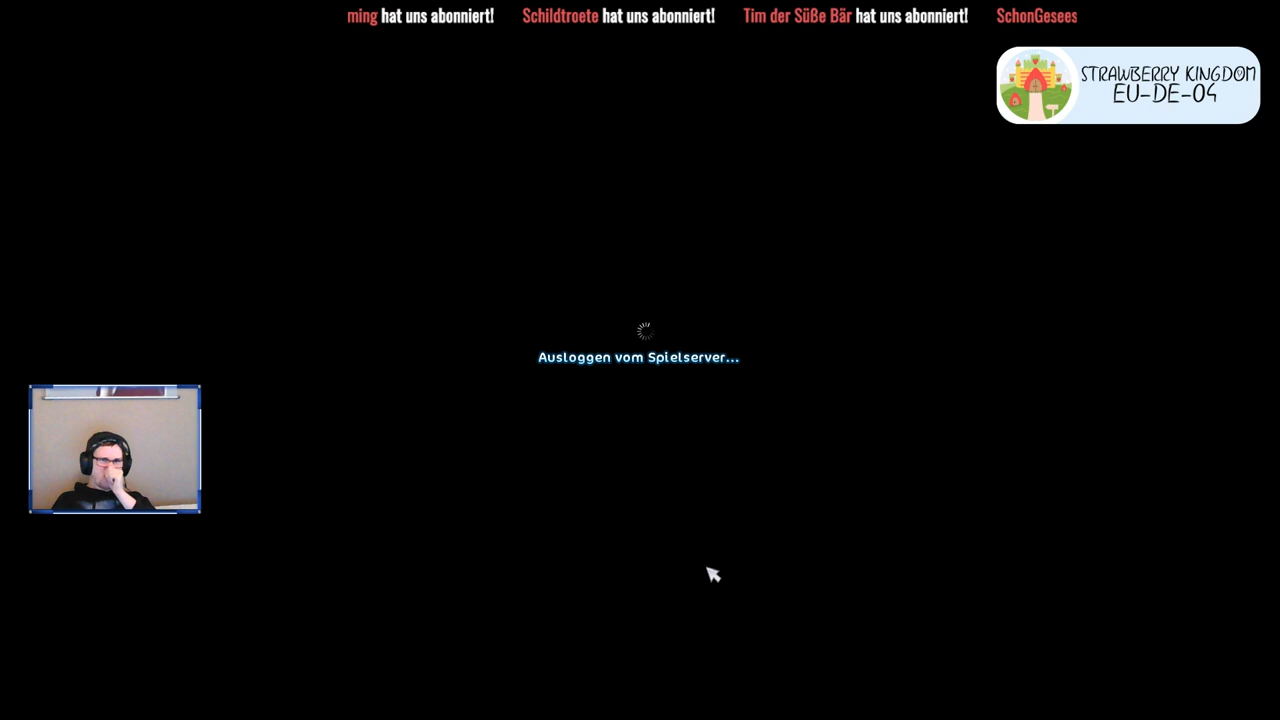 ming hat uns abonniert! Schildtroete hat uns abonniert! Tim der Süße Bär hat uns abonniert! SchonGesees
STRAWBERRY KINGDOM
EU-DE-04
Ausloggen vom Spielserver...